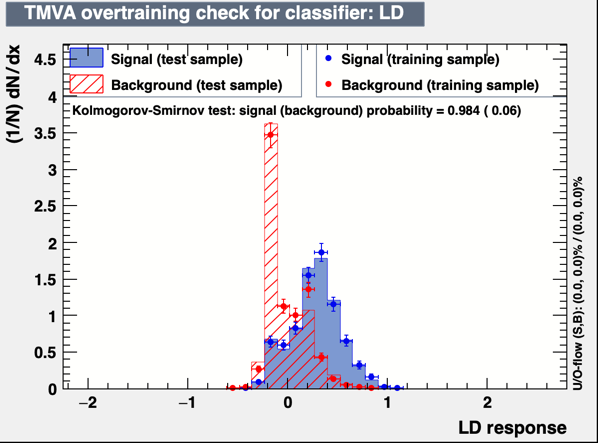 TMVA overtraining check for classifier: LD
Signal (test sample)
Background (test sample)
Signal (training sample)
Background (training sample)
Kolmogorov-Smirnov test: signal (background) probability = 0.984 ( 0.06)
(1/N) dN/dx
4.5
4
3.5
3
2.5
2
1.5
1
0.5
0
−2
−1
0
1
2
LD response
U/O-flow (S,B): (0.0, 0.0)% / (0.0, 0.0)%